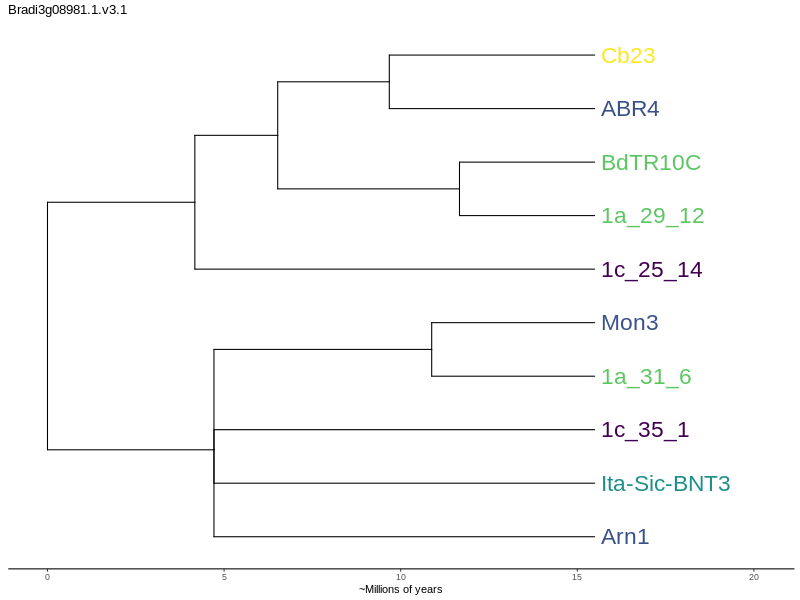 Bradi3g08981.1.v3.1
Cb23
ABR4
BdTR10C
1a_29_12
1c_25_14
Mon3
1a_31_6
1c_35_1
Ita-Sic-BNT3
Arn1
0 5 10 15 20
~Millions of years